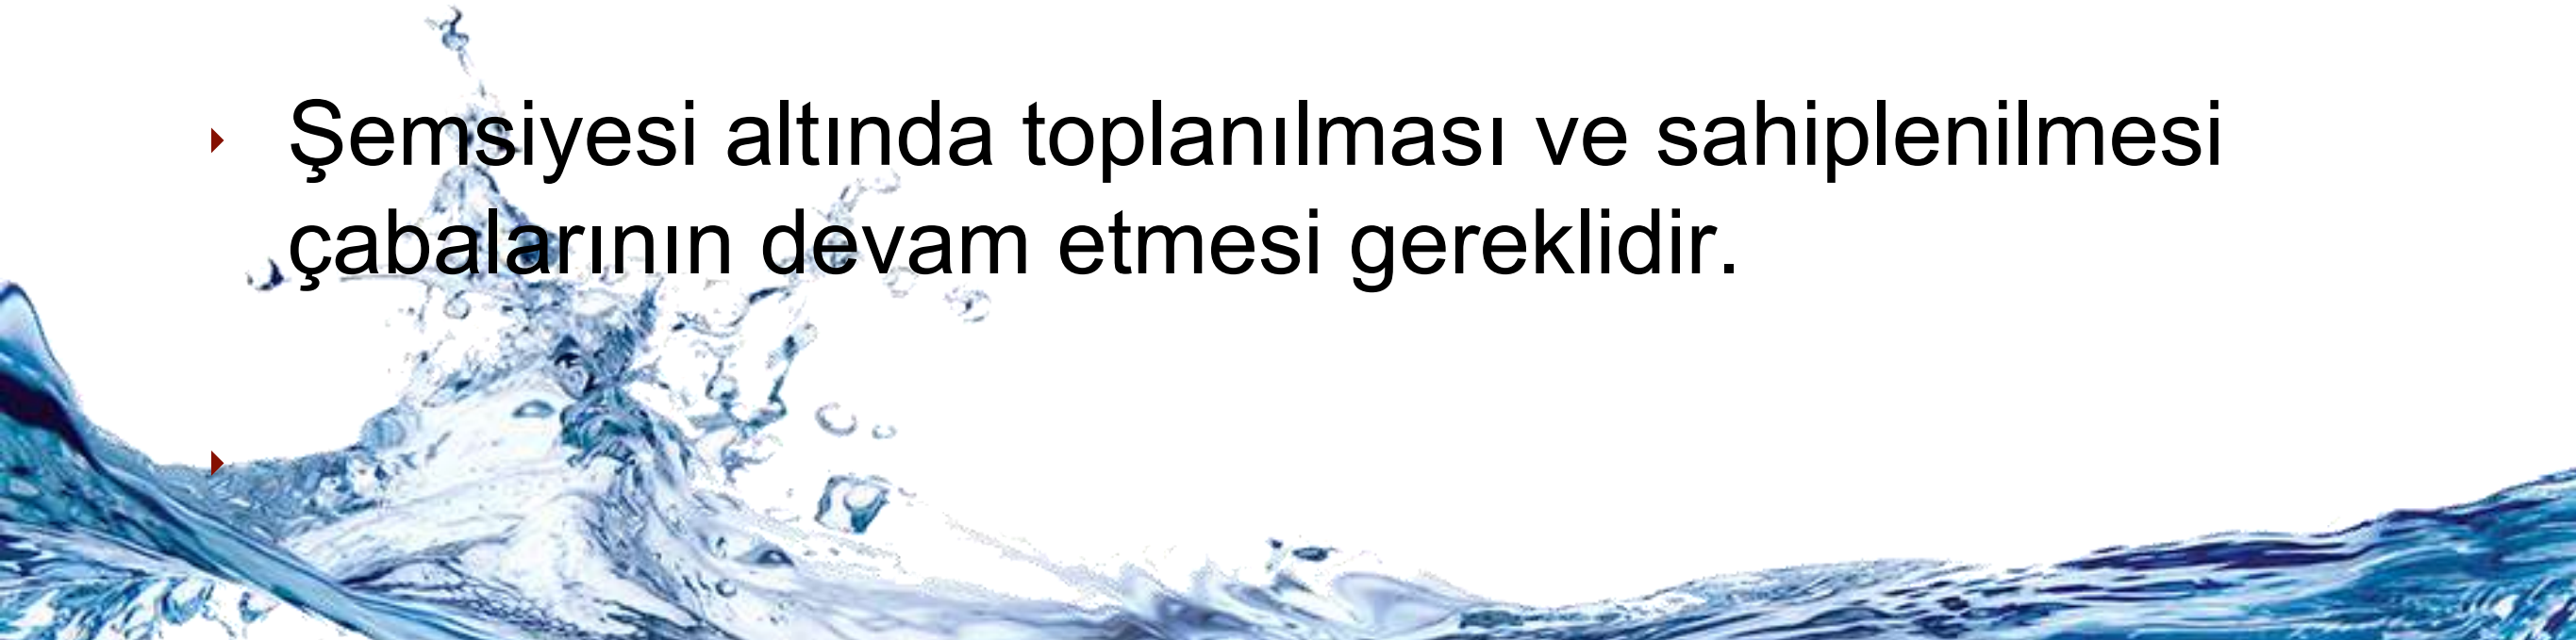 Şemsiyesi altında toplanılması ve sahiplenilmesi
çabalarının devam etmesi gereklidir.